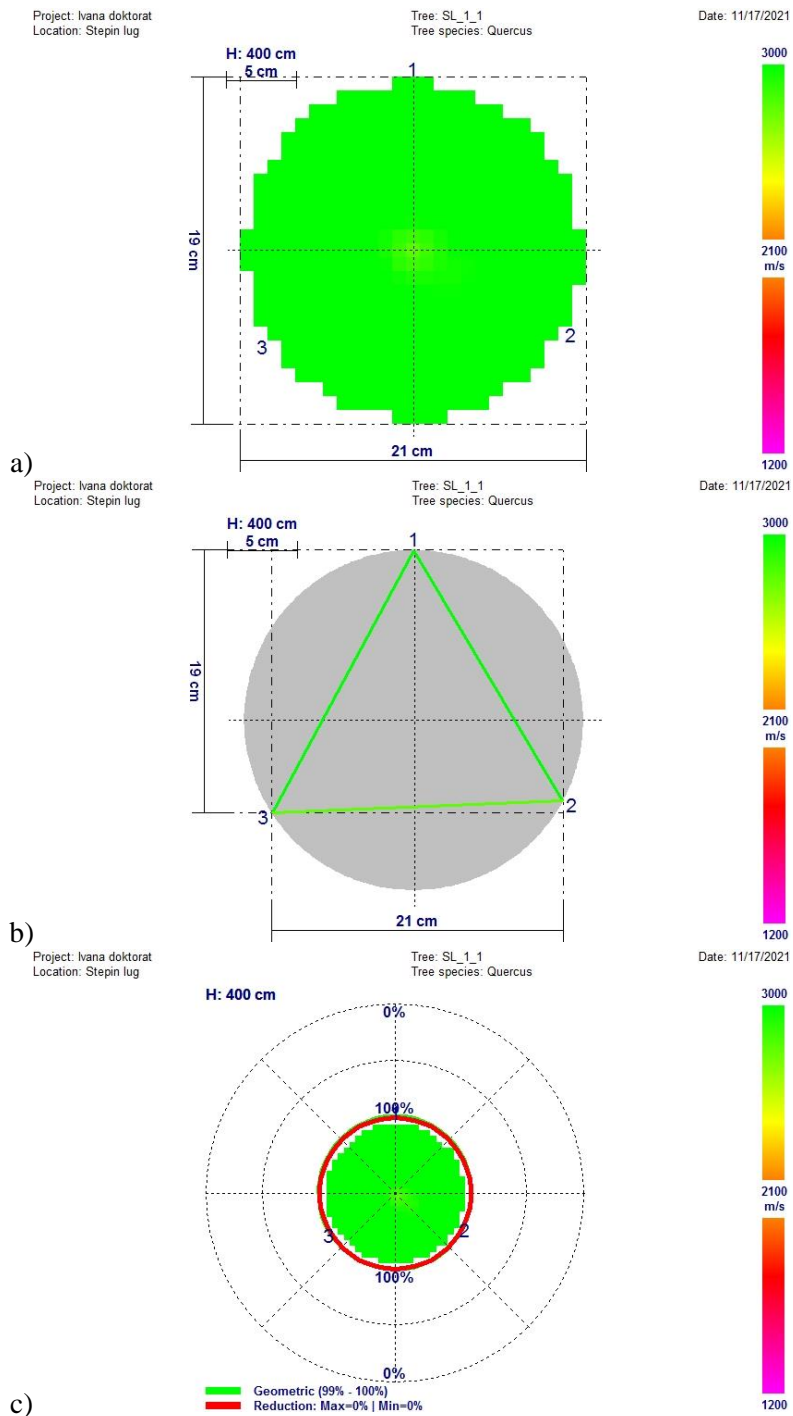 Project: Ivana doktorat Tree: SL_1_1 Date: 11/17/2021
Location: Stepin lug Tree species: Quercus
H: 400 cm
5 cm
1
3000
19 cm
2100
m/s
3
2
21 cm
1200
a)
Project: Ivana doktorat Tree: SL_1_1 Date: 11/17/2021
Location: Stepin lug Tree species: Quercus
H: 400 cm
5 cm
1
3000
19 cm
2100
m/s
3
2
21 cm
1200
b)
Project: Ivana doktorat Tree: SL_1_1 Date: 11/17/2021
Location: Stepin lug Tree species: Quercus
H: 400 cm
3000
0%
100%
1
2100
m/s
3
2
100%
0%
Geometric (99% - 100%)
Reduction: Max=0% | Min=0%
1200
c)